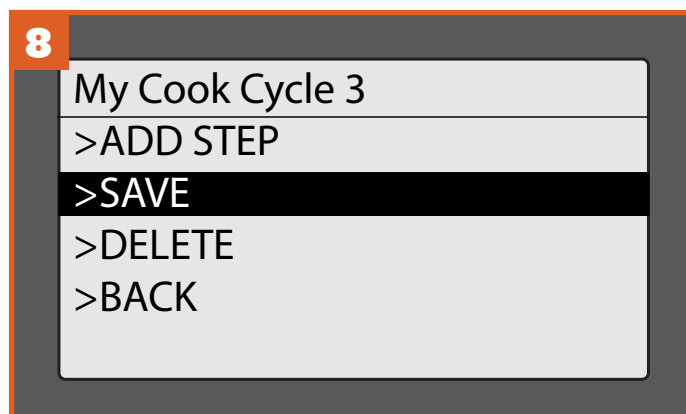 8
My Cook Cycle 3
>ADD STEP
>SAVE
>DELETE
>BACK